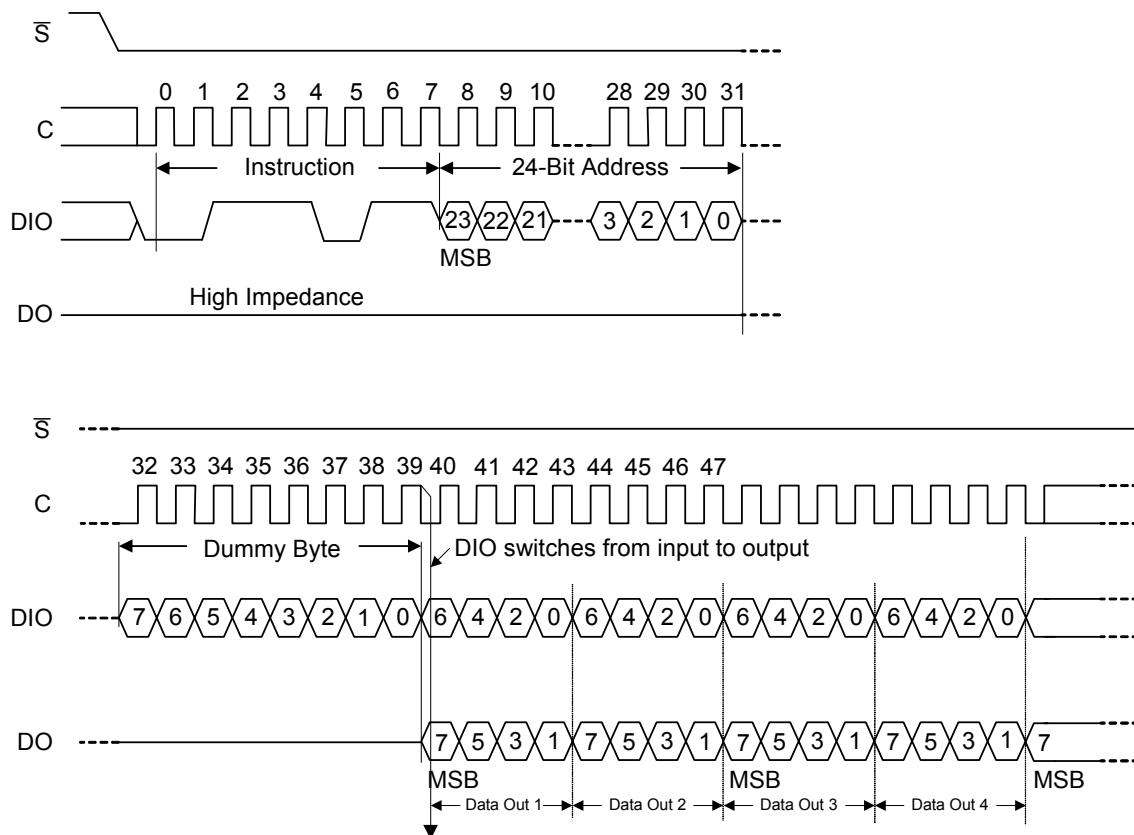 S̅
0 1 2 3 4 5 6 7 8 9 10 28 29 30 31
C
Instruction 24-Bit Address
DIO 23 22 21 3 2 1 0
MSB
High Impedance
DO
S̅
32 33 34 35 36 37 38 39 40 41 42 43 44 45 46 47
C
Dummy Byte DIO switches from input to output
DIO 7 6 5 4 3 2 1 0 6 4 2 0 6 4 2 0 6 4 2 0 6 4 2 0
DO 7 5 3 1 7 5 3 1 7 5 3 1 7 5 3 1 7
MSB MSB MSB
Data Out 1 Data Out 2 Data Out 3 Data Out 4